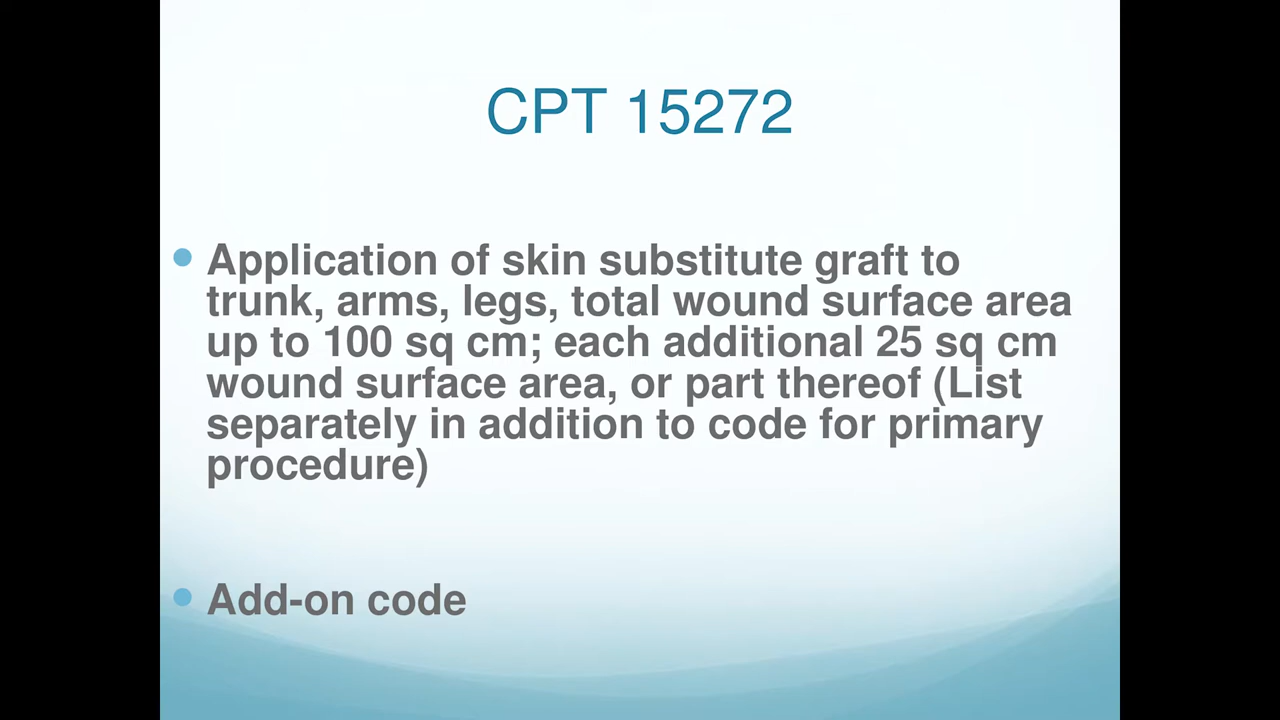 CPT 15272
Application of skin substitute graft to
trunk, arms, legs, total wound surface area
up to 100 sq cm; each additional 25 sq cm
wound surface area, or part thereof (List
separately in addition to code for primary
procedure)
Add-on code